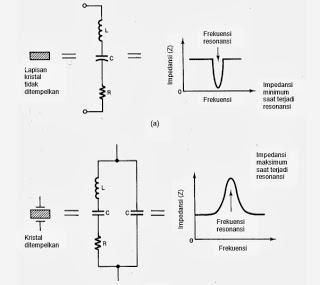 L
C
R
Lapisan
kristal
tidak
ditempelkan
Impedansi (Z)
Frekuensi
resonansi
0
Frekuensi
Impedansi
minimum
saat terjadi
resonansi
(a)
L
C
C
R
Kristal
ditempelkan
Impedansi (Z)
Frekuensi
resonansi
0
Frekuensi
Impedansi
maksimum
saat terjadi
resonansi